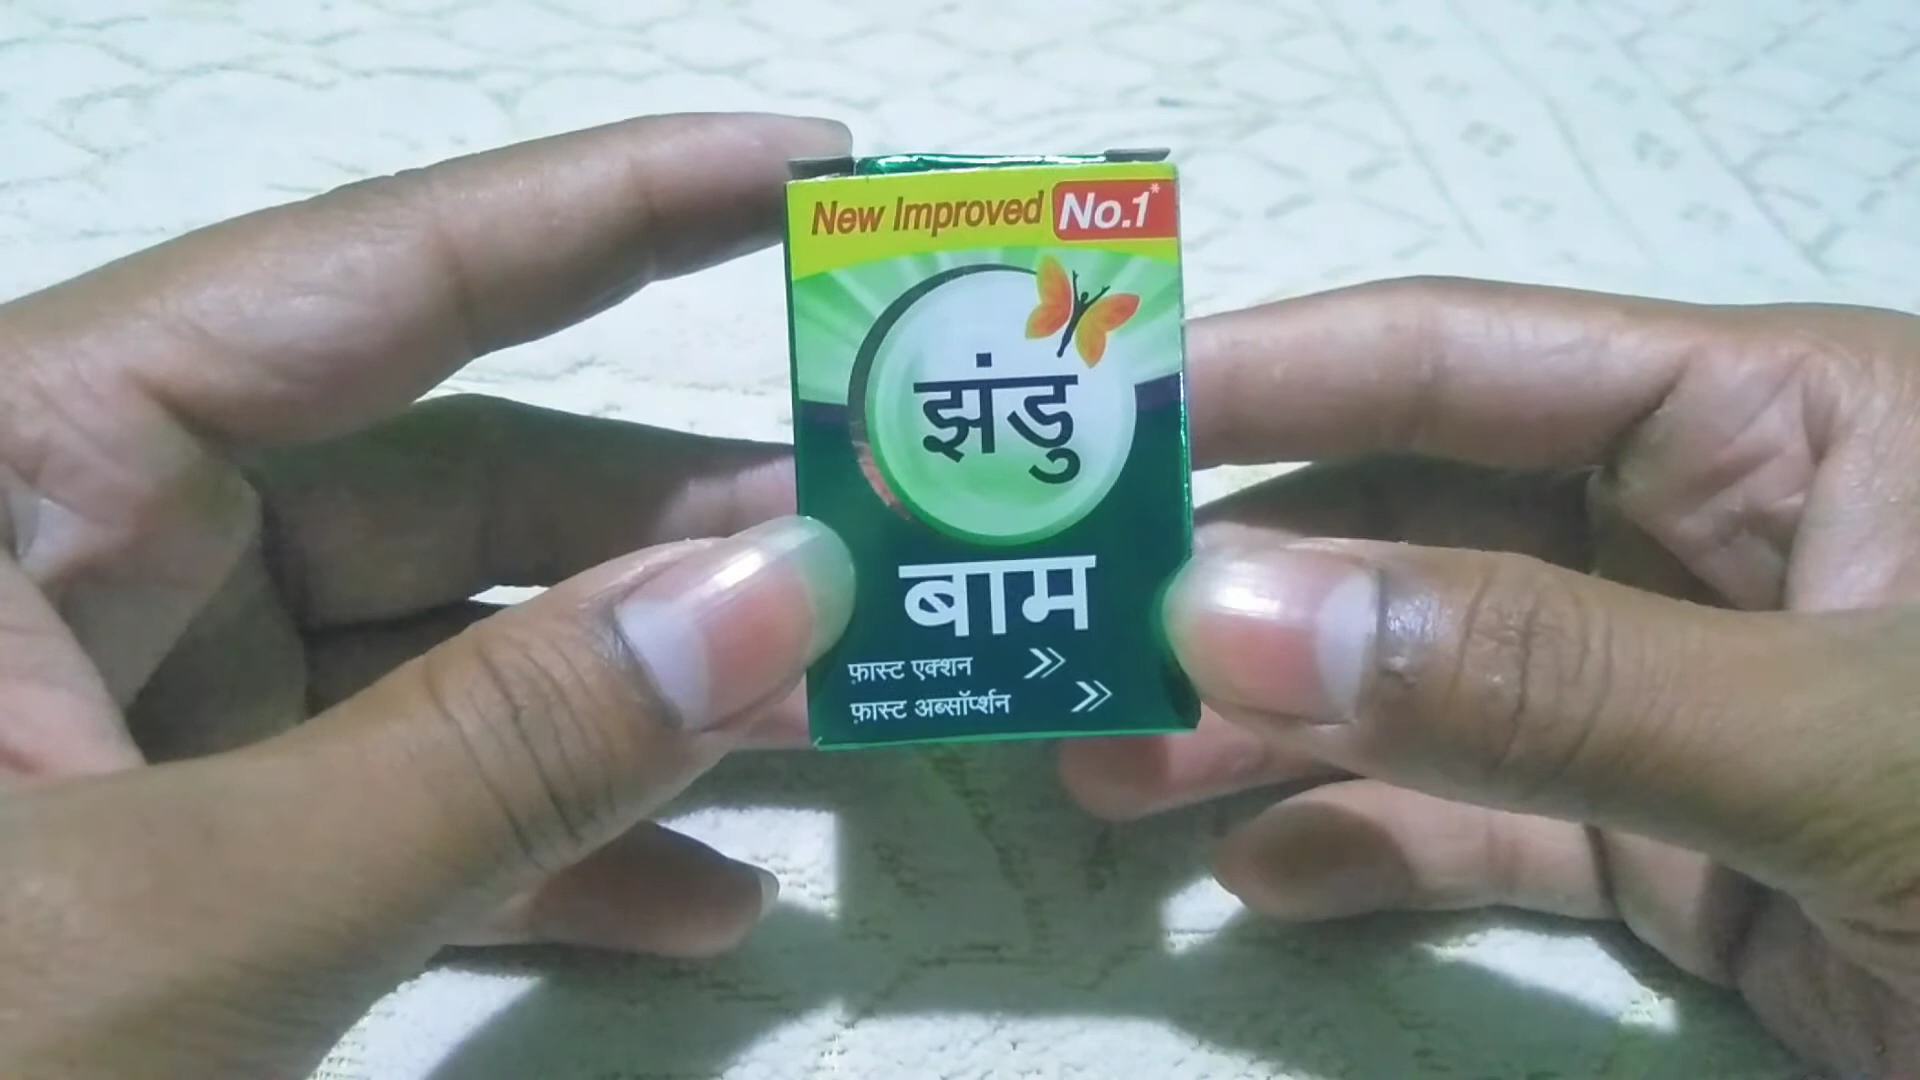 New Improved No.1*
झंडु
बाम
फ़ास्ट एक्शन
फ़ास्ट अब्सॉर्प्शन